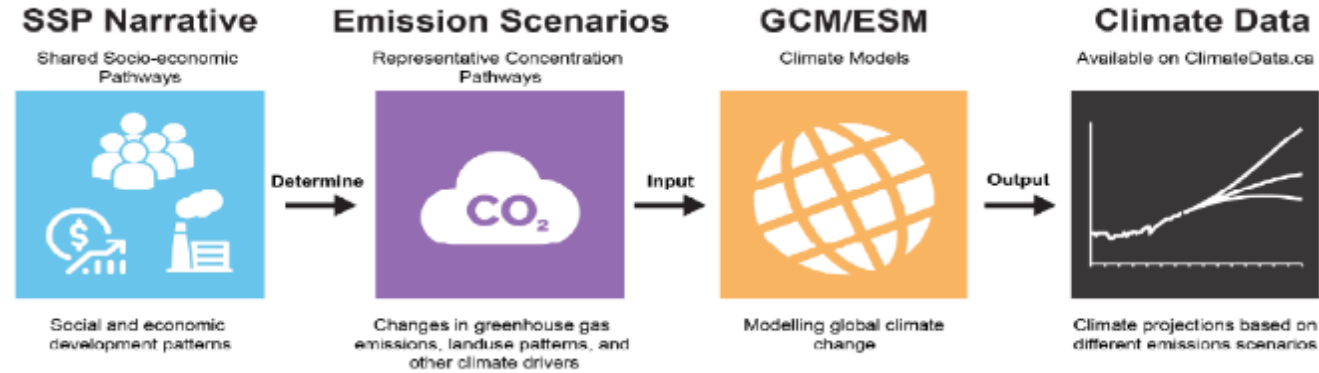 SSP Narrative
Shared Socio-economic
Pathways
Social and economic
development patterns
Determine
Emission Scenarios
Representative Concentration
Pathways
CO₂
Changes in greenhouse gas
emissions, landuse patterns, and
other climate drivers
Input
GCM/ESM
Climate Models
Modelling global climate
change
Output
Climate Data
Available on ClimateData.ca
$
Climate projections based on
different emissions scenarios